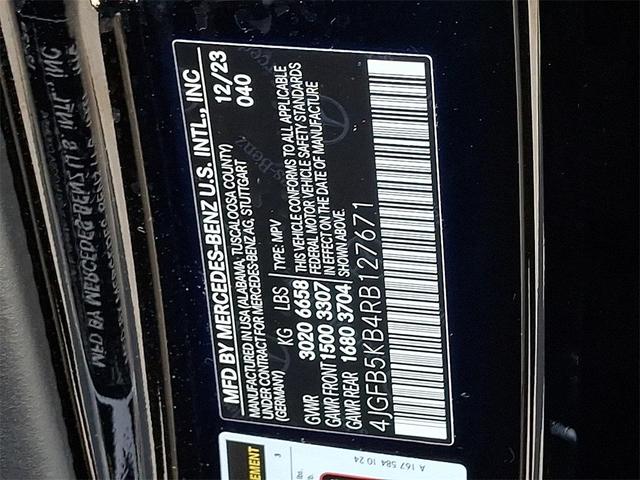 MFD BY MERCEDES-BENZ U.S. INTL., INC
MANUFACTURED IN USA (ALABAMA, TUSCALOOSA COUNTY)
UNDER CONTRACT FOR MERCEDES-BENZ AG, STUTTGART
(GERMANY)
12/23
040
KG LBS TYPE: MPV
GVWR 3020 6658
GAWR FRONT 1500 3307
GAWR REAR 1680 3704
THIS VEHICLE CONFORMS TO ALL APPLICABLE
FEDERAL MOTOR VEHICLE SAFETY STANDARDS
IN EFFECT ON THE DATE OF MANUFACTURE
SHOWN ABOVE.
4JGFB5KB4RB127671
EMENT
3
lbs.
A 167 584 10 24